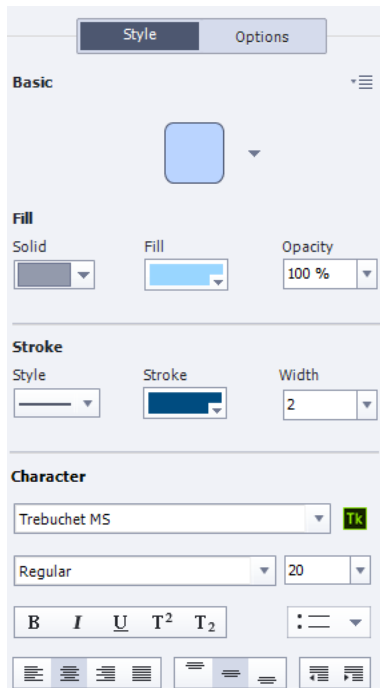 Style Options
Basic
Fill
Solid Fill Opacity
100 %
Stroke
Style Stroke Width
2
Character
Trebuchet MS Tk
Regular 20
B I U T² T₂